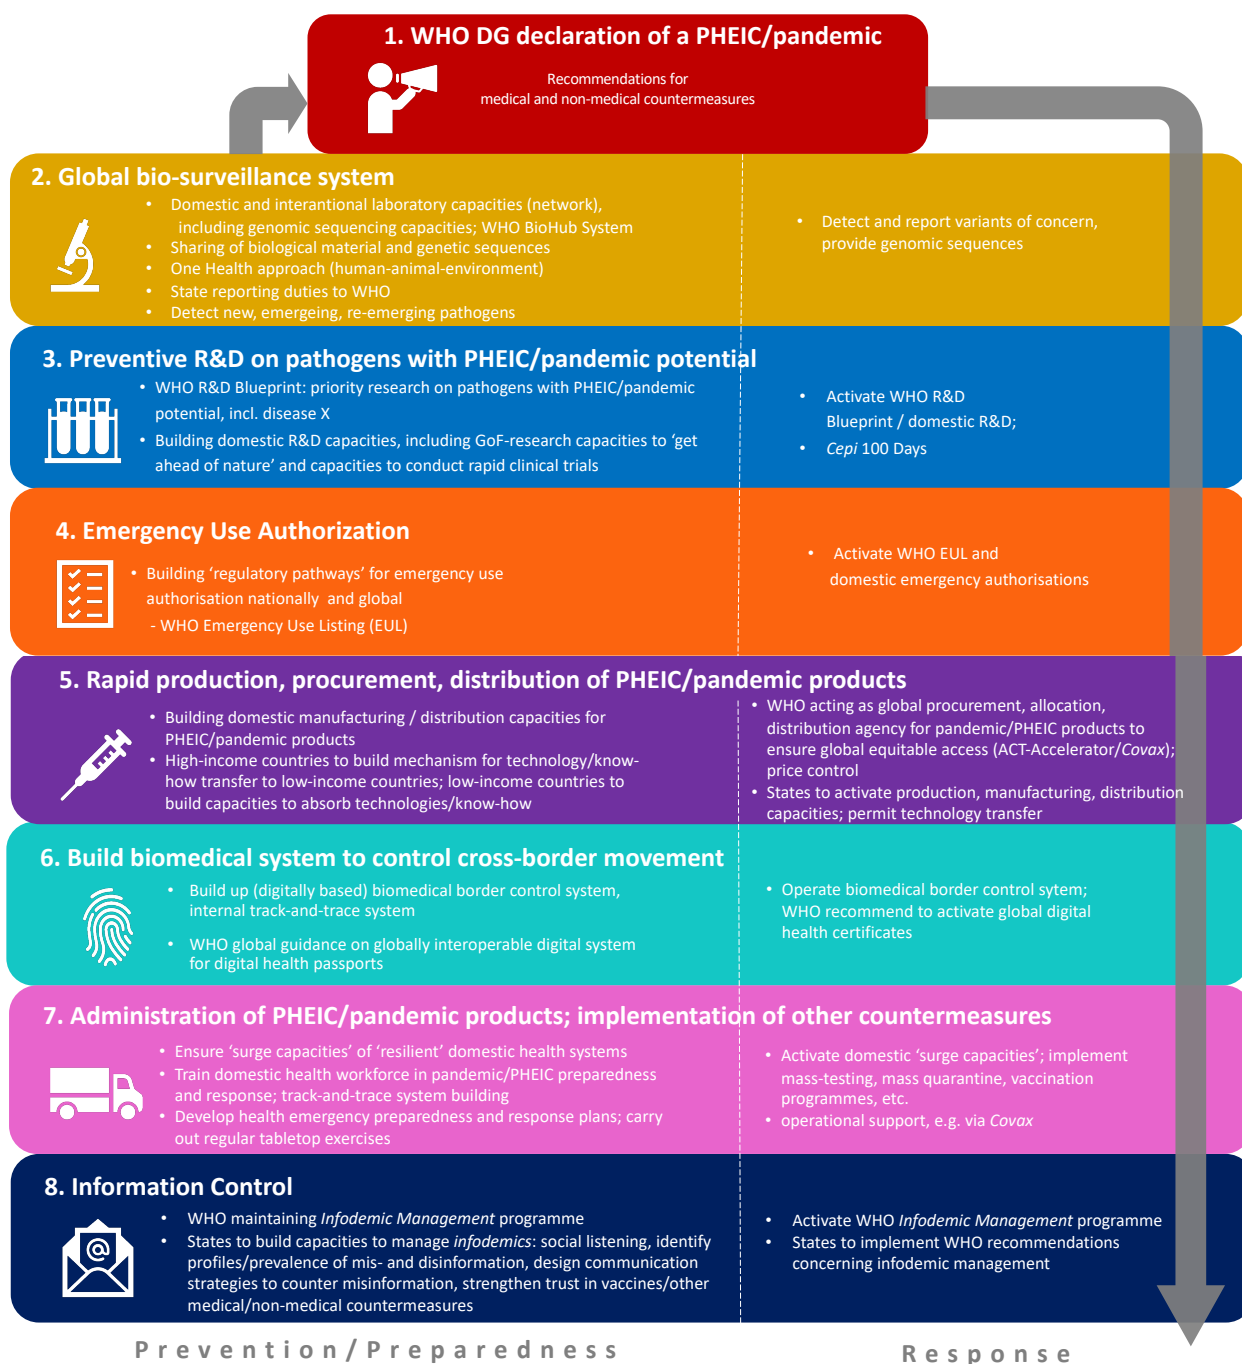 1. WHO DG declaration of a PHEIC/pandemic
Recommendations for
medical and non-medical countermeasures
2. Global bio-surveillance system
• Domestic and interantional laboratory capacities (network),
including genomic sequencing capacities; WHO BioHub System
• Sharing of biological material and genetic sequences
• One Health approach (human-animal-environment)
• State reporting duties to WHO
• Detect new, emergeing, re-emerging pathogens
• Detect and report variants of concern,
provide genomic sequences
3. Preventive R&D on pathogens with PHEIC/pandemic potential
• WHO R&D Blueprint: priority research on pathogens with PHEIC/pandemic
potential, incl. disease X
• Building domestic R&D capacities, including GoF-research capacities to ‘get
ahead of nature’ and capacities to conduct rapid clinical trials
• Activate WHO R&D
Blueprint / domestic R&D;
• Cepi 100 Days
4. Emergency Use Authorization
• Building ‘regulatory pathways’ for emergency use
authorisation nationally and global
- WHO Emergency Use Listing (EUL)
• Activate WHO EUL and
domestic emergency authorisations
5. Rapid production, procurement, distribution of PHEIC/pandemic products
• Building domestic manufacturing / distribution capacities for
PHEIC/pandemic products
• High-income countries to build mechanism for technology/know-
how transfer to low-income countries; low-income countries to
build capacities to absorb technologies/know-how
• WHO acting as global procurement, allocation,
distribution agency for pandemic/PHEIC products to
ensure global equitable access (ACT-Accelerator/Covax);
price control
• States to activate production, manufacturing, distribution
capacities; permit technology transfer
6. Build biomedical system to control cross-border movement
• Build up (digitally based) biomedical border control system,
internal track-and-trace system
• WHO global guidance on globally interoperable digital system
for digital health passports
• Operate biomedical border control sytem;
WHO recommend to activate global digital
health certificates
7. Administration of PHEIC/pandemic products; implementation of other countermeasures
• Ensure ‘surge capacities’ of ‘resilient’ domestic health systems
• Train domestic health workforce in pandemic/PHEIC preparedness
and response; track-and-trace system building
• Develop health emergency preparedness and response plans; carry
out regular tabletop exercises
• Activate domestic ‘surge capacities’; implement
mass-testing, mass quarantine, vaccination
programmes, etc.
• operational support, e.g. via Covax
8. Information Control
• WHO maintaining Infodemic Management programme
• States to build capacities to manage infodemics: social listening, identify
profiles/prevalence of mis- and disinformation, design communication
strategies to counter misinformation, strengthen trust in vaccines/other
medical/non-medical countermeasures
• Activate WHO Infodemic Management programme
• States to implement WHO recommendations
concerning infodemic management
Prevention/Preparedness
Response